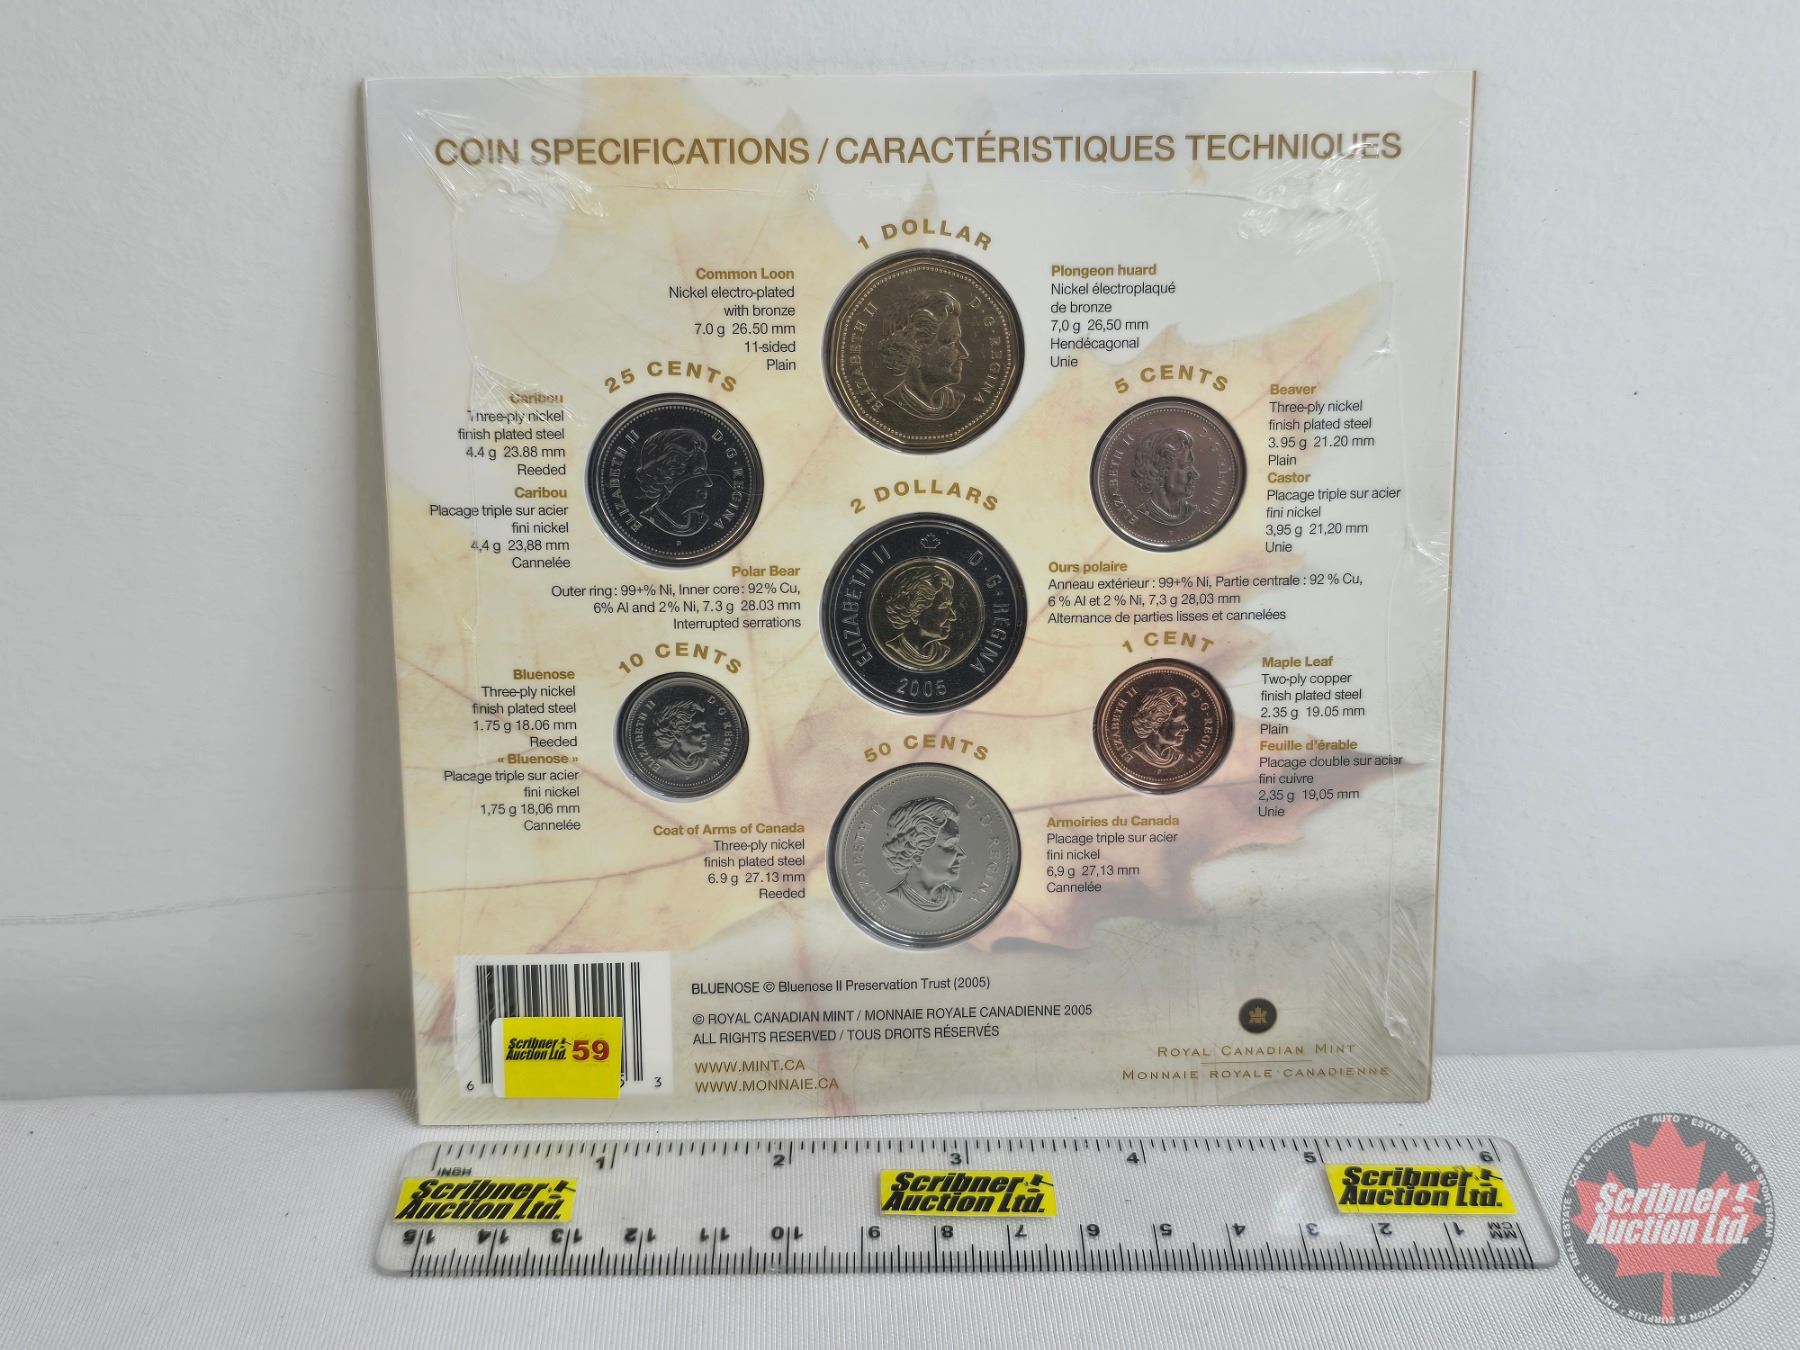 COIN SPECIFICATIONS / CARACTÉRISTIQUES TECHNIQUES
1 DOLLAR
Common Loon
Nickel electro-plated
with bronze
7.0 g 26.50 mm
11-sided
Plain
ELIZABETH II D·G·REGINA
Plongeon huard
Nickel électroplaqué
de bronze
7,0 g 26,50 mm
Hendécagonal
Unie
25 CENTS
Caribou
Three-ply nickel
finish plated steel
4.4 g 23.88 mm
Reeded
Caribou
Placage triple sur acier
fini nickel
4,4 g 23,88 mm
Cannelée
ELIZABETH II D·G·REGINA
P
5 CENTS
ELIZABETH II D·G·REGINA
P
Beaver
Three-ply nickel
finish plated steel
3.95 g 21.20 mm
Plain
Castor
Placage triple sur acier
fini nickel
3,95 g 21,20 mm
Unie
2 DOLLARS
Polar Bear
Outer ring: 99+% Ni, Inner core: 92% Cu,
6% Al and 2% Ni, 7.3 g 28.03 mm
Interrupted serrations
ELIZABETH II D·G·REGINA
2005
Ours polaire
Anneau extérieur : 99+% Ni, Partie centrale : 92 % Cu,
6 % Al et 2 % Ni, 7,3 g 28,03 mm
Alternance de parties lisses et cannelées
10 CENTS
Bluenose
Three-ply nickel
finish plated steel
1.75 g 18.06 mm
Reeded
« Bluenose »
Placage triple sur acier
fini nickel
1,75 g 18,06 mm
Cannelée
ELIZABETH II D·G·REGINA
P
1 CENT
ELIZABETH II D·G·REGINA
P
Maple Leaf
Two-ply copper
finish plated steel
2.35 g 19.05 mm
Plain
Feuille d'érable
Placage double sur acier
fini cuivre
2,35 g 19,05 mm
Unie
50 CENTS
Coat of Arms of Canada
Three-ply nickel
finish plated steel
6.9 g 27.13 mm
Reeded
ELIZABETH II D·G·REGINA
Armoiries du Canada
Placage triple sur acier
fini nickel
6,9 g 27,13 mm
Cannelée
BLUENOSE © Bluenose II Preservation Trust (2005)
© ROYAL CANADIAN MINT / MONNAIE ROYALE CANADIENNE 2005
ALL RIGHTS RESERVED / TOUS DROITS RÉSERVÉS
WWW.MINT.CA
WWW.MONNAIE.CA
ROYAL CANADIAN MINT
MONNAIE ROYALE CANADIENNE
Scribner
Auction Ltd. 59
6 3
1 2 3 4 5 6
INCH
Scribner
Auction Ltd.
Scribner
Auction Ltd.
Scribner
Auction Ltd.
15 14 13 12 11 10 9 8 7 6 5 4 3 2 1 MM
CM
REAL ESTATE · COIN & CURRENCY · AUTO · ESTATE · GUN & SPORTSMAN · FARM · LIQUIDATION & SURPLUS · ANTIQUE
Scribner
Auction Ltd.